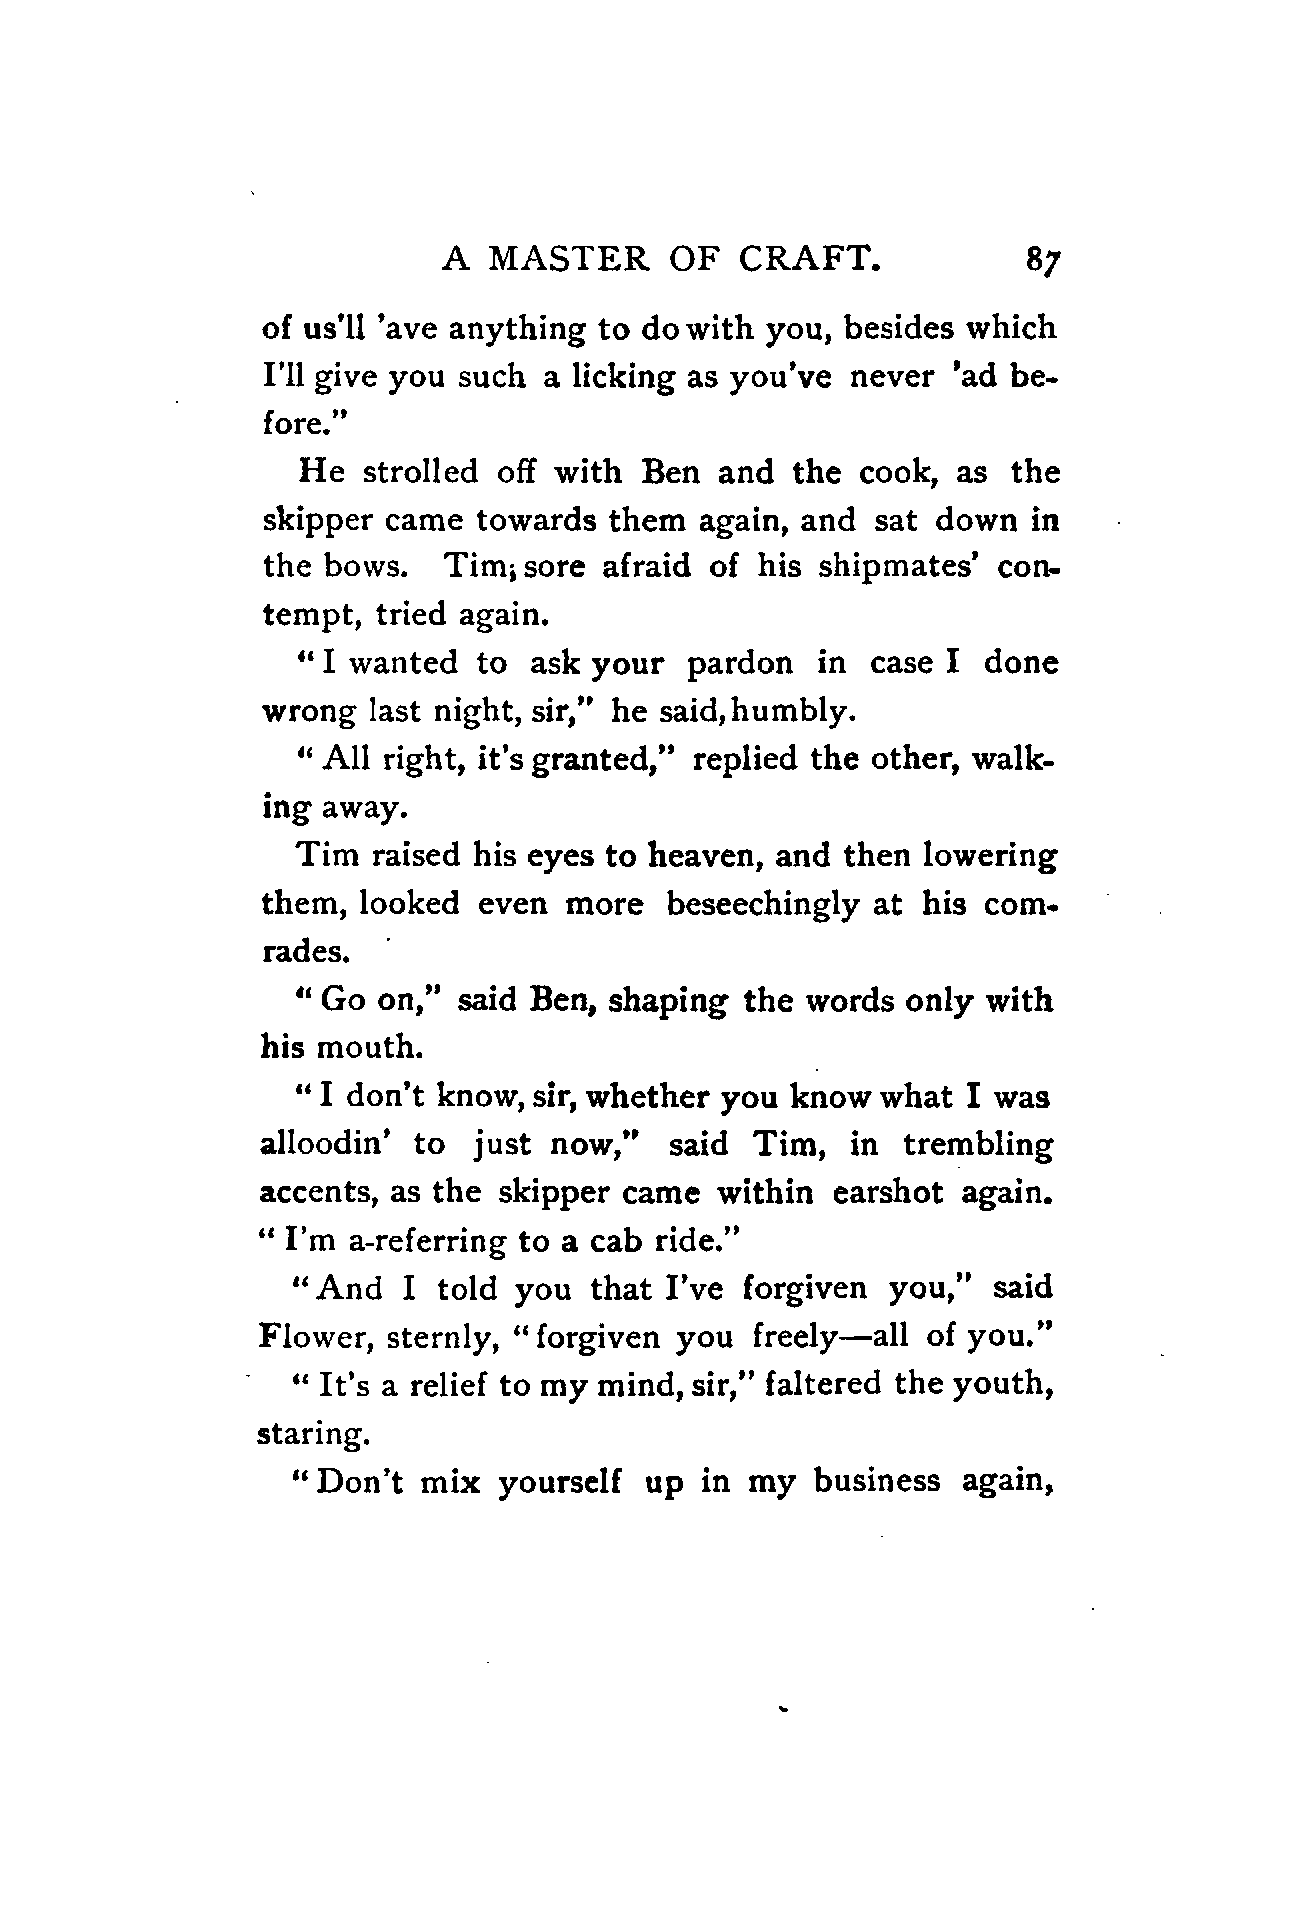 A MASTER OF CRAFT. 87
of us'll 'ave anything to do with you, besides which
I'll give you such a licking as you've never 'ad be-
fore."
He strolled off with Ben and the cook, as the
skipper came towards them again, and sat down in
the bows. Tim; sore afraid of his shipmates' con-
tempt, tried again.
"I wanted to ask your pardon in case I done
wrong last night, sir," he said, humbly.
"All right, it's granted," replied the other, walk-
ing away.
Tim raised his eyes to heaven, and then lowering
them, looked even more beseechingly at his com-
rades.
"Go on," said Ben, shaping the words only with
his mouth.
"I don't know, sir, whether you know what I was
alloodin' to just now," said Tim, in trembling
accents, as the skipper came within earshot again.
"I'm a-referring to a cab ride."
"And I told you that I've forgiven you," said
Flower, sternly, "forgiven you freely—all of you."
"It's a relief to my mind, sir," faltered the youth,
staring.
"Don't mix yourself up in my business again,